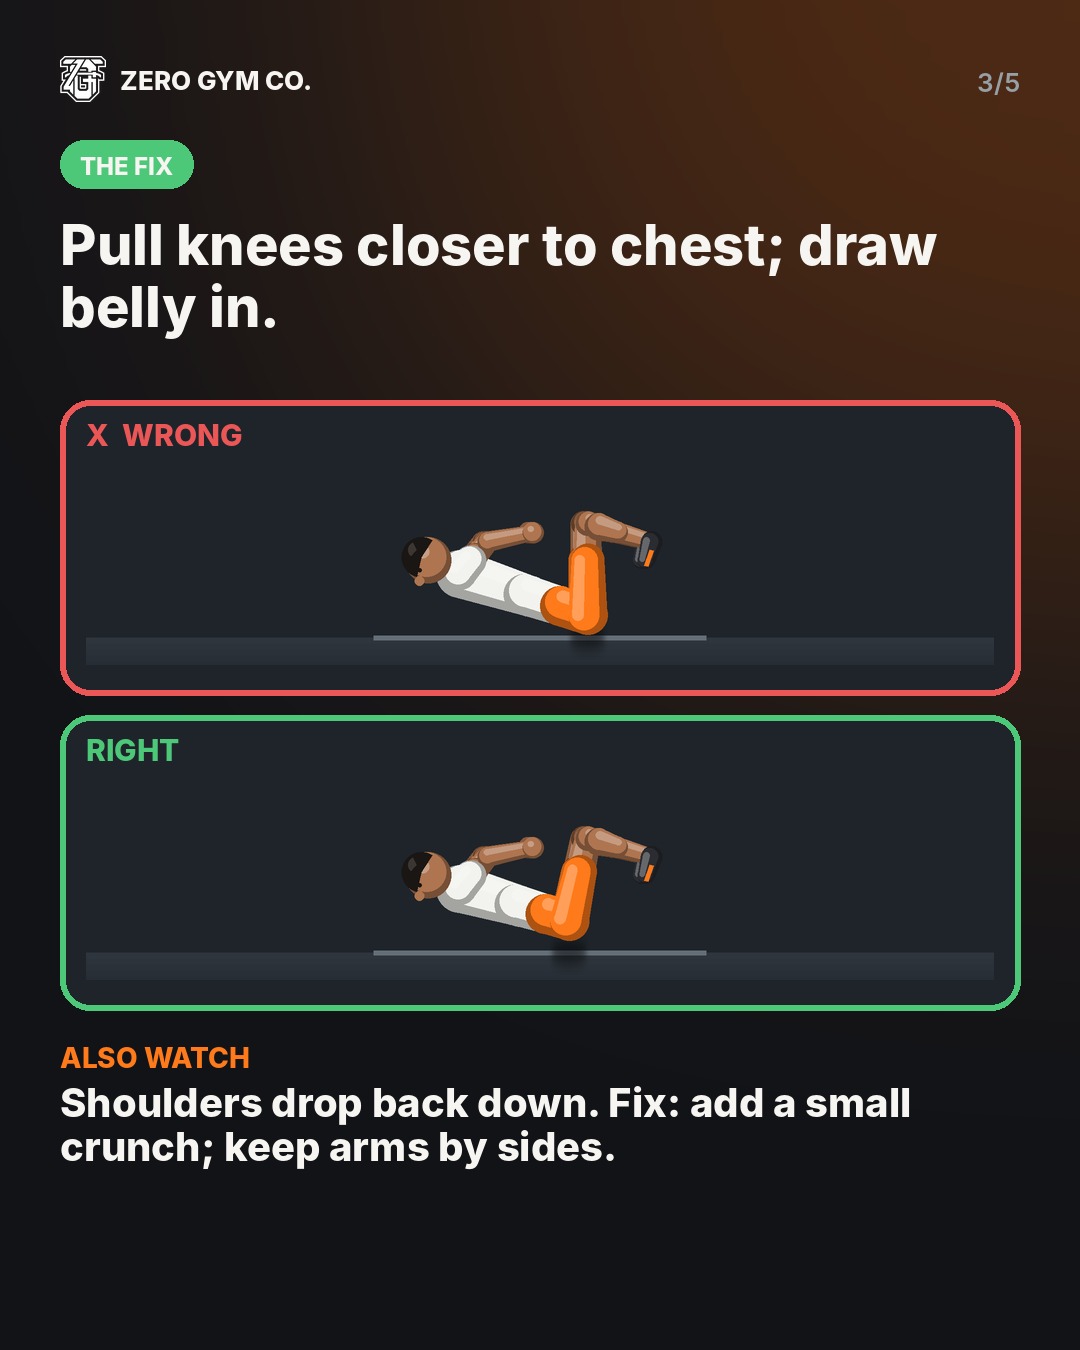 ZERO GYM CO.
3/5
THE FIX
Pull knees closer to chest; draw
belly in.
X WRONG
RIGHT
ALSO WATCH
Shoulders drop back down. Fix: add a small
crunch; keep arms by sides.